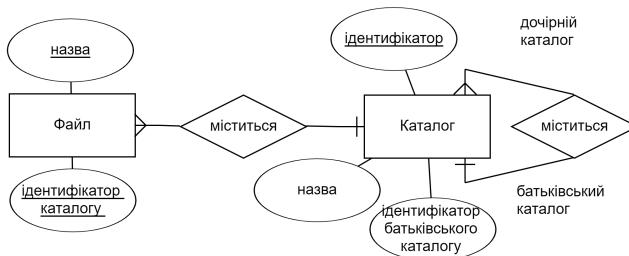 назва
Файл
ідентифікатор
каталогу
міститься
ідентифікатор
Каталог
назва
ідентифікатор
батьківського
каталогу
дочірній
каталог
міститься
батьківський
каталог